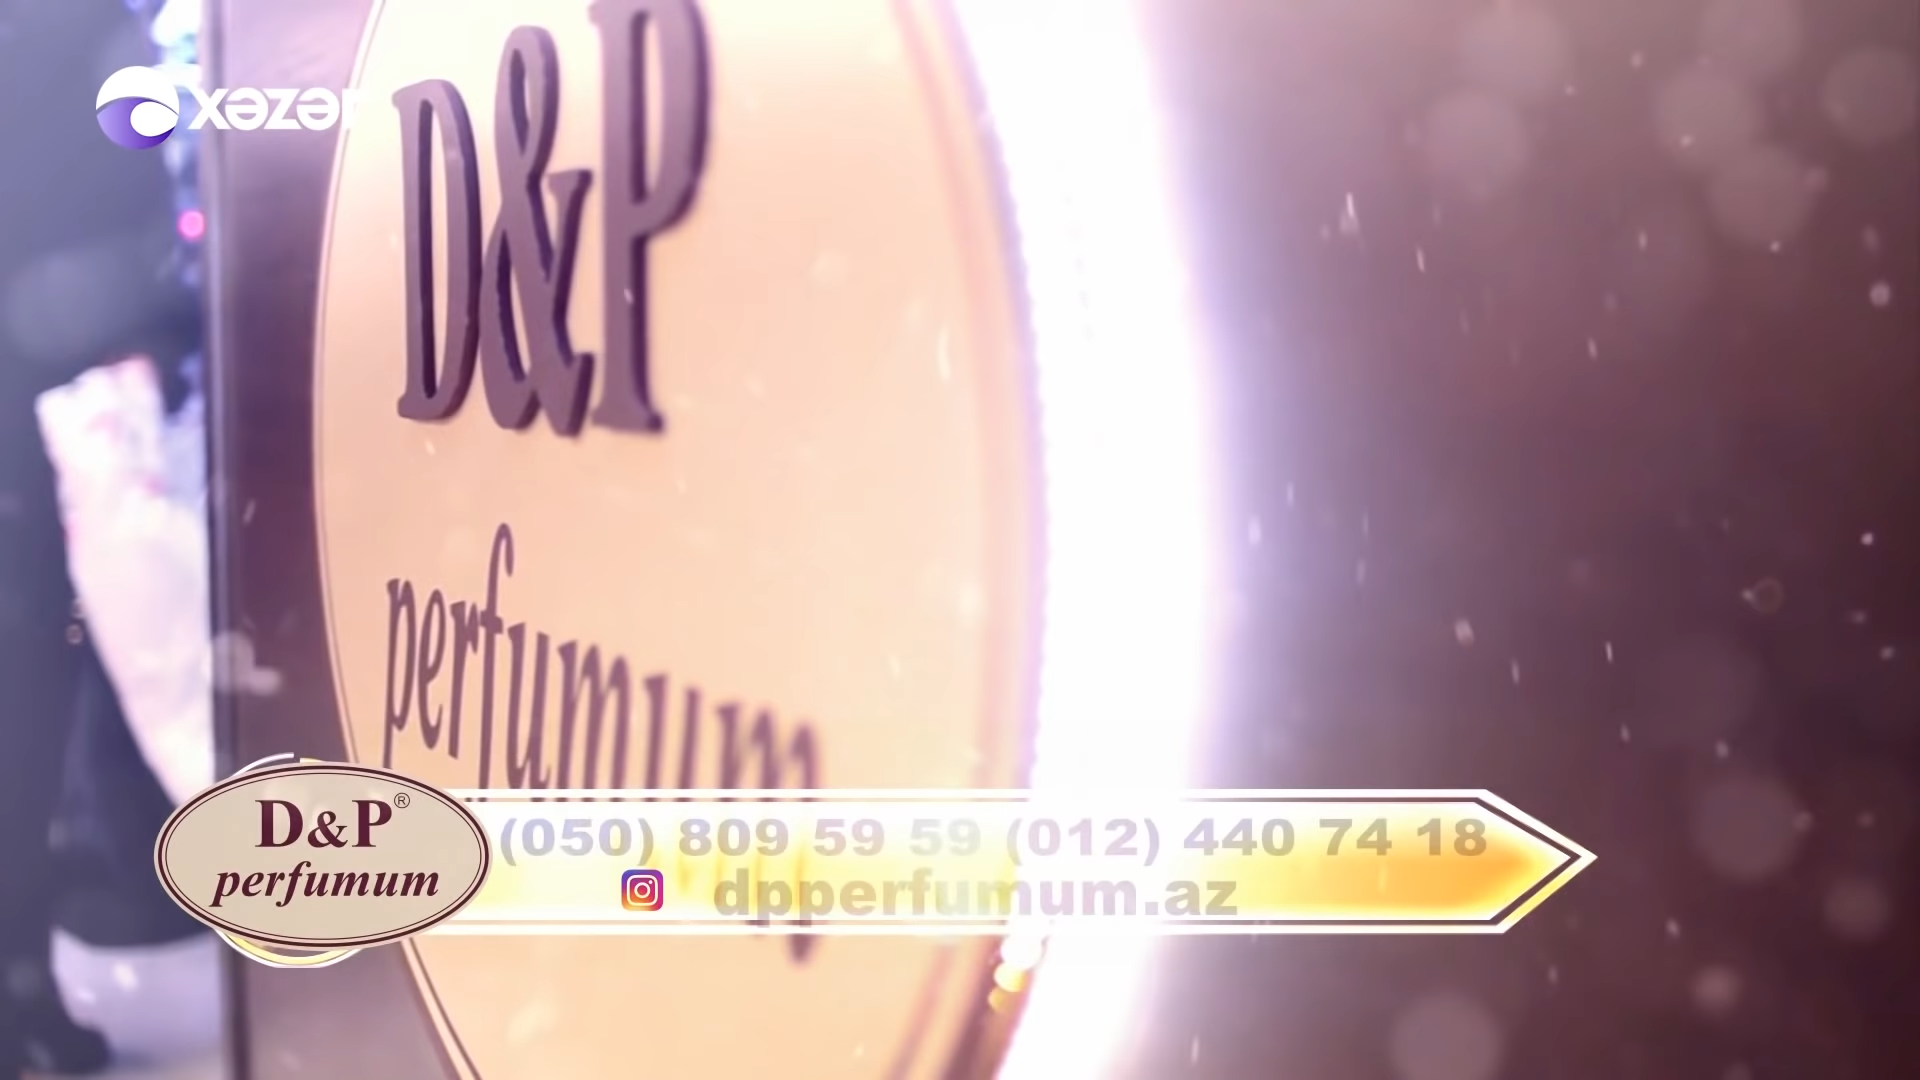 xəzər
D&P
perfumum
D&P®
perfumum
(050) 809 59 59 (012) 440 74 18
dpperfumum.az